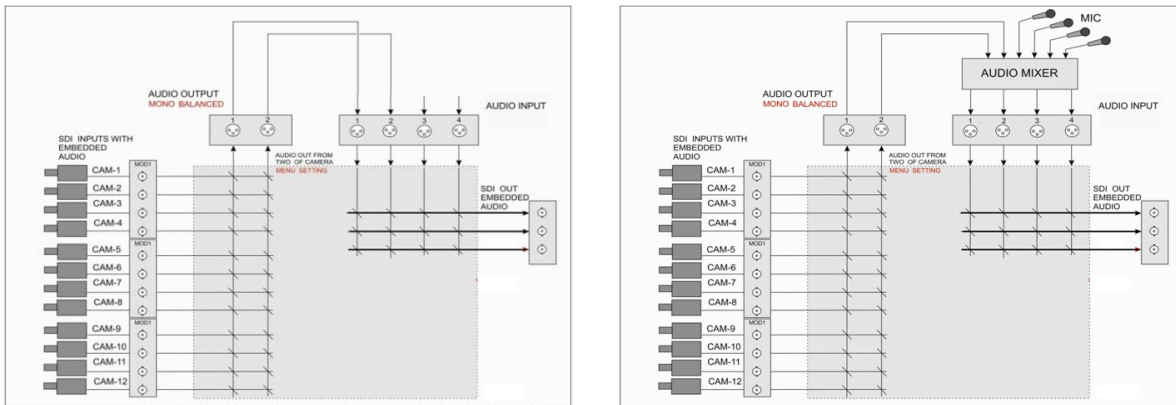 AUDIO OUTPUT
MONO BALANCED
1
2
1
2
3
4
AUDIO INPUT
SDI INPUTS WITH
EMBEDDED
AUDIO
AUDIO OUT FROM
TWO OF CAMERA
MENU SETTING
MOD1
CAM-1
CAM-2
CAM-3
CAM-4
MOD1
CAM-5
CAM-6
CAM-7
CAM-8
MOD1
CAM-9
CAM-10
CAM-11
CAM-12
SDI OUT
EMBEDDED
AUDIO
MIC
AUDIO MIXER
AUDIO OUTPUT
MONO BALANCED
1
2
1
2
3
4
AUDIO INPUT
SDI INPUTS WITH
EMBEDDED
AUDIO
AUDIO OUT FROM
TWO OF CAMERA
MENU SETTING
MOD1
CAM-1
CAM-2
CAM-3
CAM-4
MOD1
CAM-5
CAM-6
CAM-7
CAM-8
MOD1
CAM-9
CAM-10
CAM-11
CAM-12
SDI OUT
EMBEDDED
AUDIO